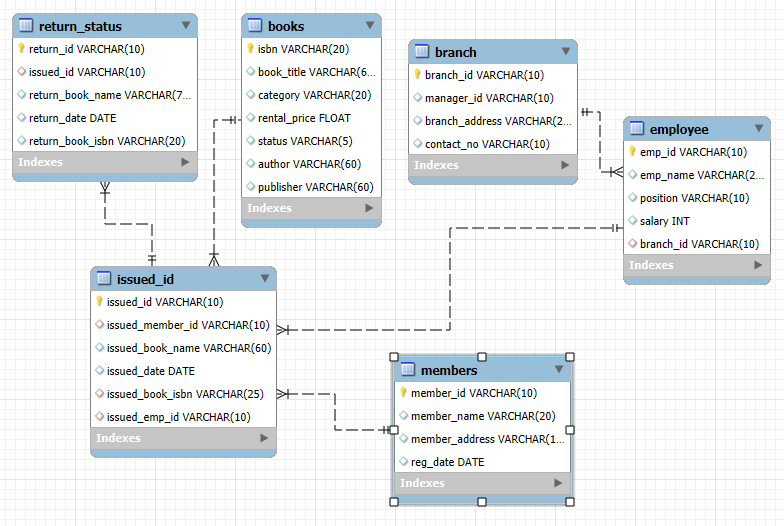 return_status
return_id VARCHAR(10)
issued_id VARCHAR(10)
return_book_name VARCHAR(7...
return_date DATE
return_book_isbn VARCHAR(20)
Indexes
books
isbn VARCHAR(20)
book_title VARCHAR(6...
category VARCHAR(20)
rental_price FLOAT
status VARCHAR(5)
author VARCHAR(60)
publisher VARCHAR(60)
Indexes
branch
branch_id VARCHAR(10)
manager_id VARCHAR(10)
branch_address VARCHAR(2...
contact_no VARCHAR(10)
Indexes
employee
emp_id VARCHAR(10)
emp_name VARCHAR(2...
position VARCHAR(10)
salary INT
branch_id VARCHAR(10)
Indexes
issued_id
issued_id VARCHAR(10)
issued_member_id VARCHAR(10)
issued_book_name VARCHAR(60)
issued_date DATE
issued_book_isbn VARCHAR(25)
issued_emp_id VARCHAR(10)
Indexes
members
member_id VARCHAR(10)
member_name VARCHAR(20)
member_address VARCHAR(1...
reg_date DATE
Indexes